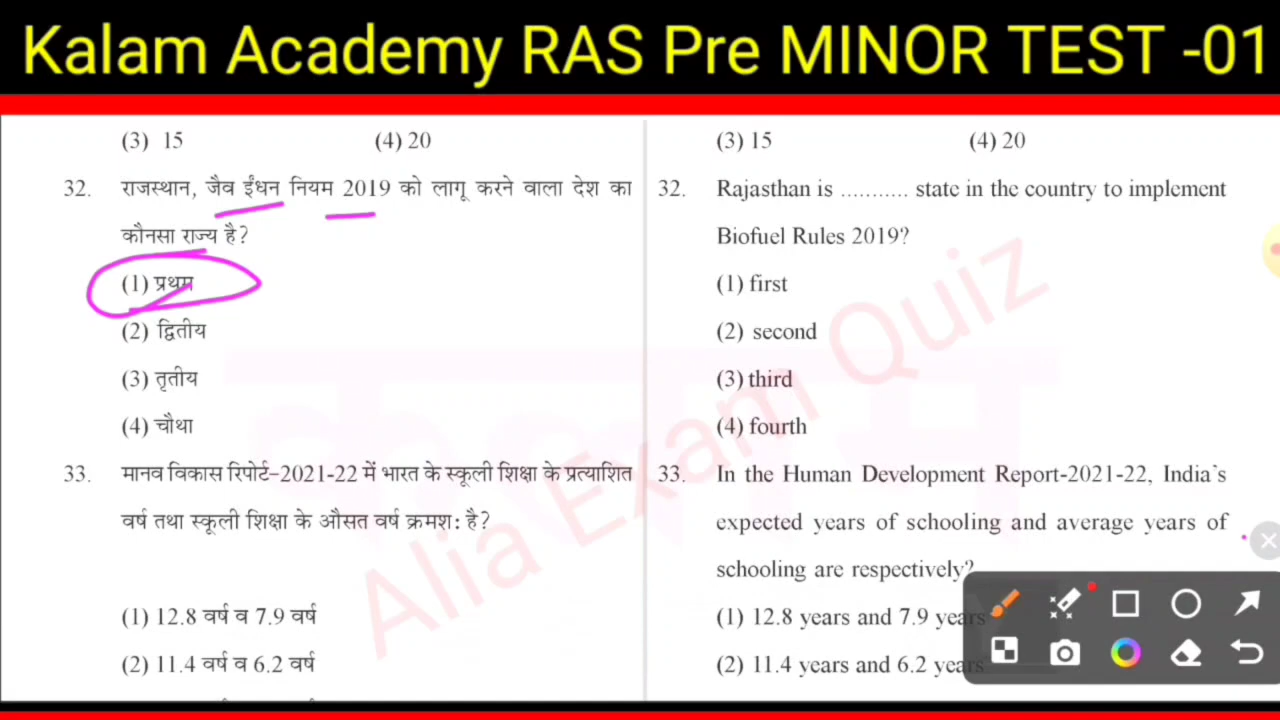 Kalam Academy RAS Pre MINOR TEST -01
(3) 15 (4) 20
32. राजस्थान, जैव ईंधन नियम 2019 को लागू करने वाला देश का
कौनसा राज्य है?
(1) प्रथम
(2) द्वितीय
(3) तृतीय
(4) चौथा
33. मानव विकास रिपोर्ट-2021-22 में भारत के स्कूली शिक्षा के प्रत्याशित
वर्ष तथा स्कूली शिक्षा के औसत वर्ष क्रमश: है?
(1) 12.8 वर्ष व 7.9 वर्ष
(2) 11.4 वर्ष व 6.2 वर्ष
(3) 15 (4) 20
32. Rajasthan is .......... state in the country to implement
Biofuel Rules 2019?
(1) first
(2) second
(3) third
(4) fourth
33. In the Human Development Report-2021-22, India's
expected years of schooling and average years of
schooling are respectively?
(1) 12.8 years and 7.9 years
(2) 11.4 years and 6.2 years
Alia Exam Quiz
कलाम